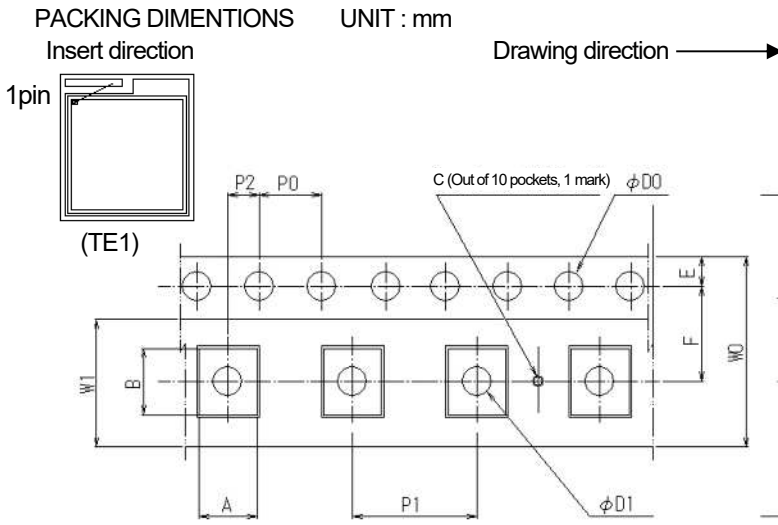 PACKING DIMENTIONS UNIT : mm
Insert direction
Drawing direction
1pin
(TE1)
P2
P0
C (Out of 10 pockets, 1 mark)
φD0
E
F
W0
W1
B
A
P1
φD1